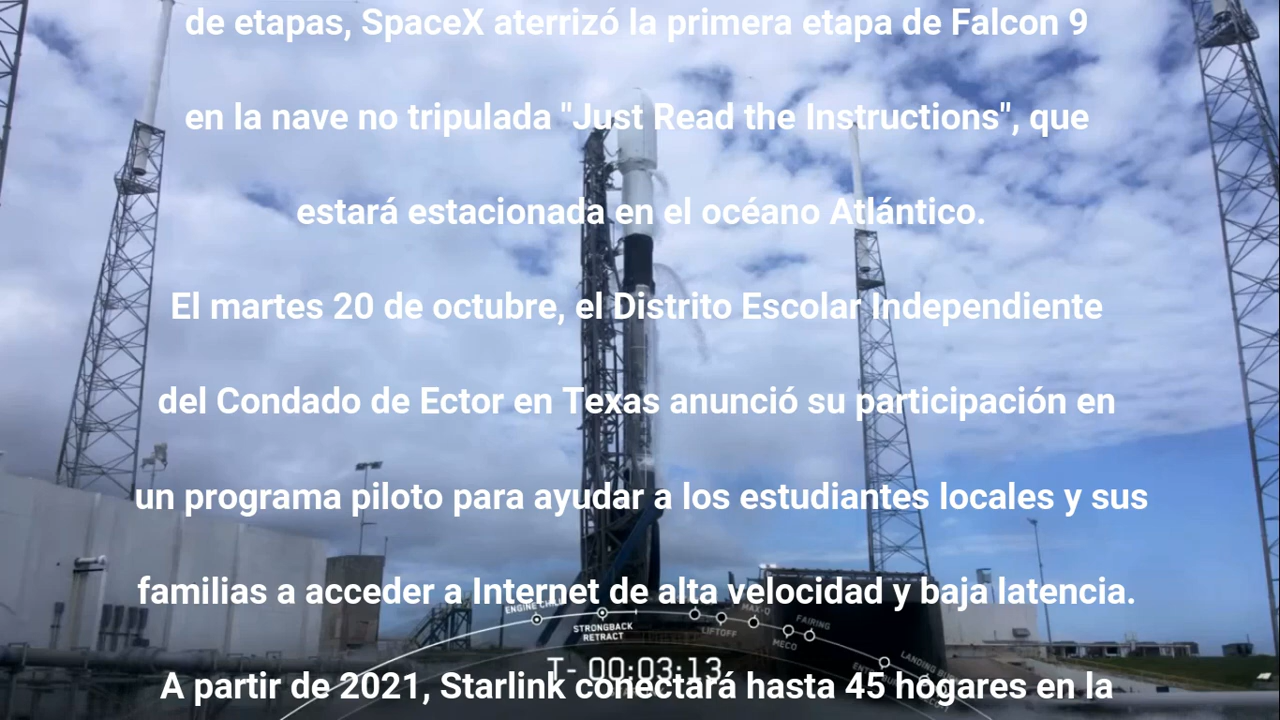 de etapas, SpaceX aterrizó la primera etapa de Falcon 9
en la nave no tripulada "Just Read the Instructions", que
estará estacionada en el océano Atlántico.
El martes 20 de octubre, el Distrito Escolar Independiente
del Condado de Ector en Texas anunció su participación en
un programa piloto para ayudar a los estudiantes locales y sus
familias a acceder a Internet de alta velocidad y baja latencia.
ENGINE
STRONGBACK
RETRACT
LIFTOFF
MAX-Q
MECO
FAIRING
T- 00:03:13
A partir de 2021, Starlink conectará hasta 45 hogares en la